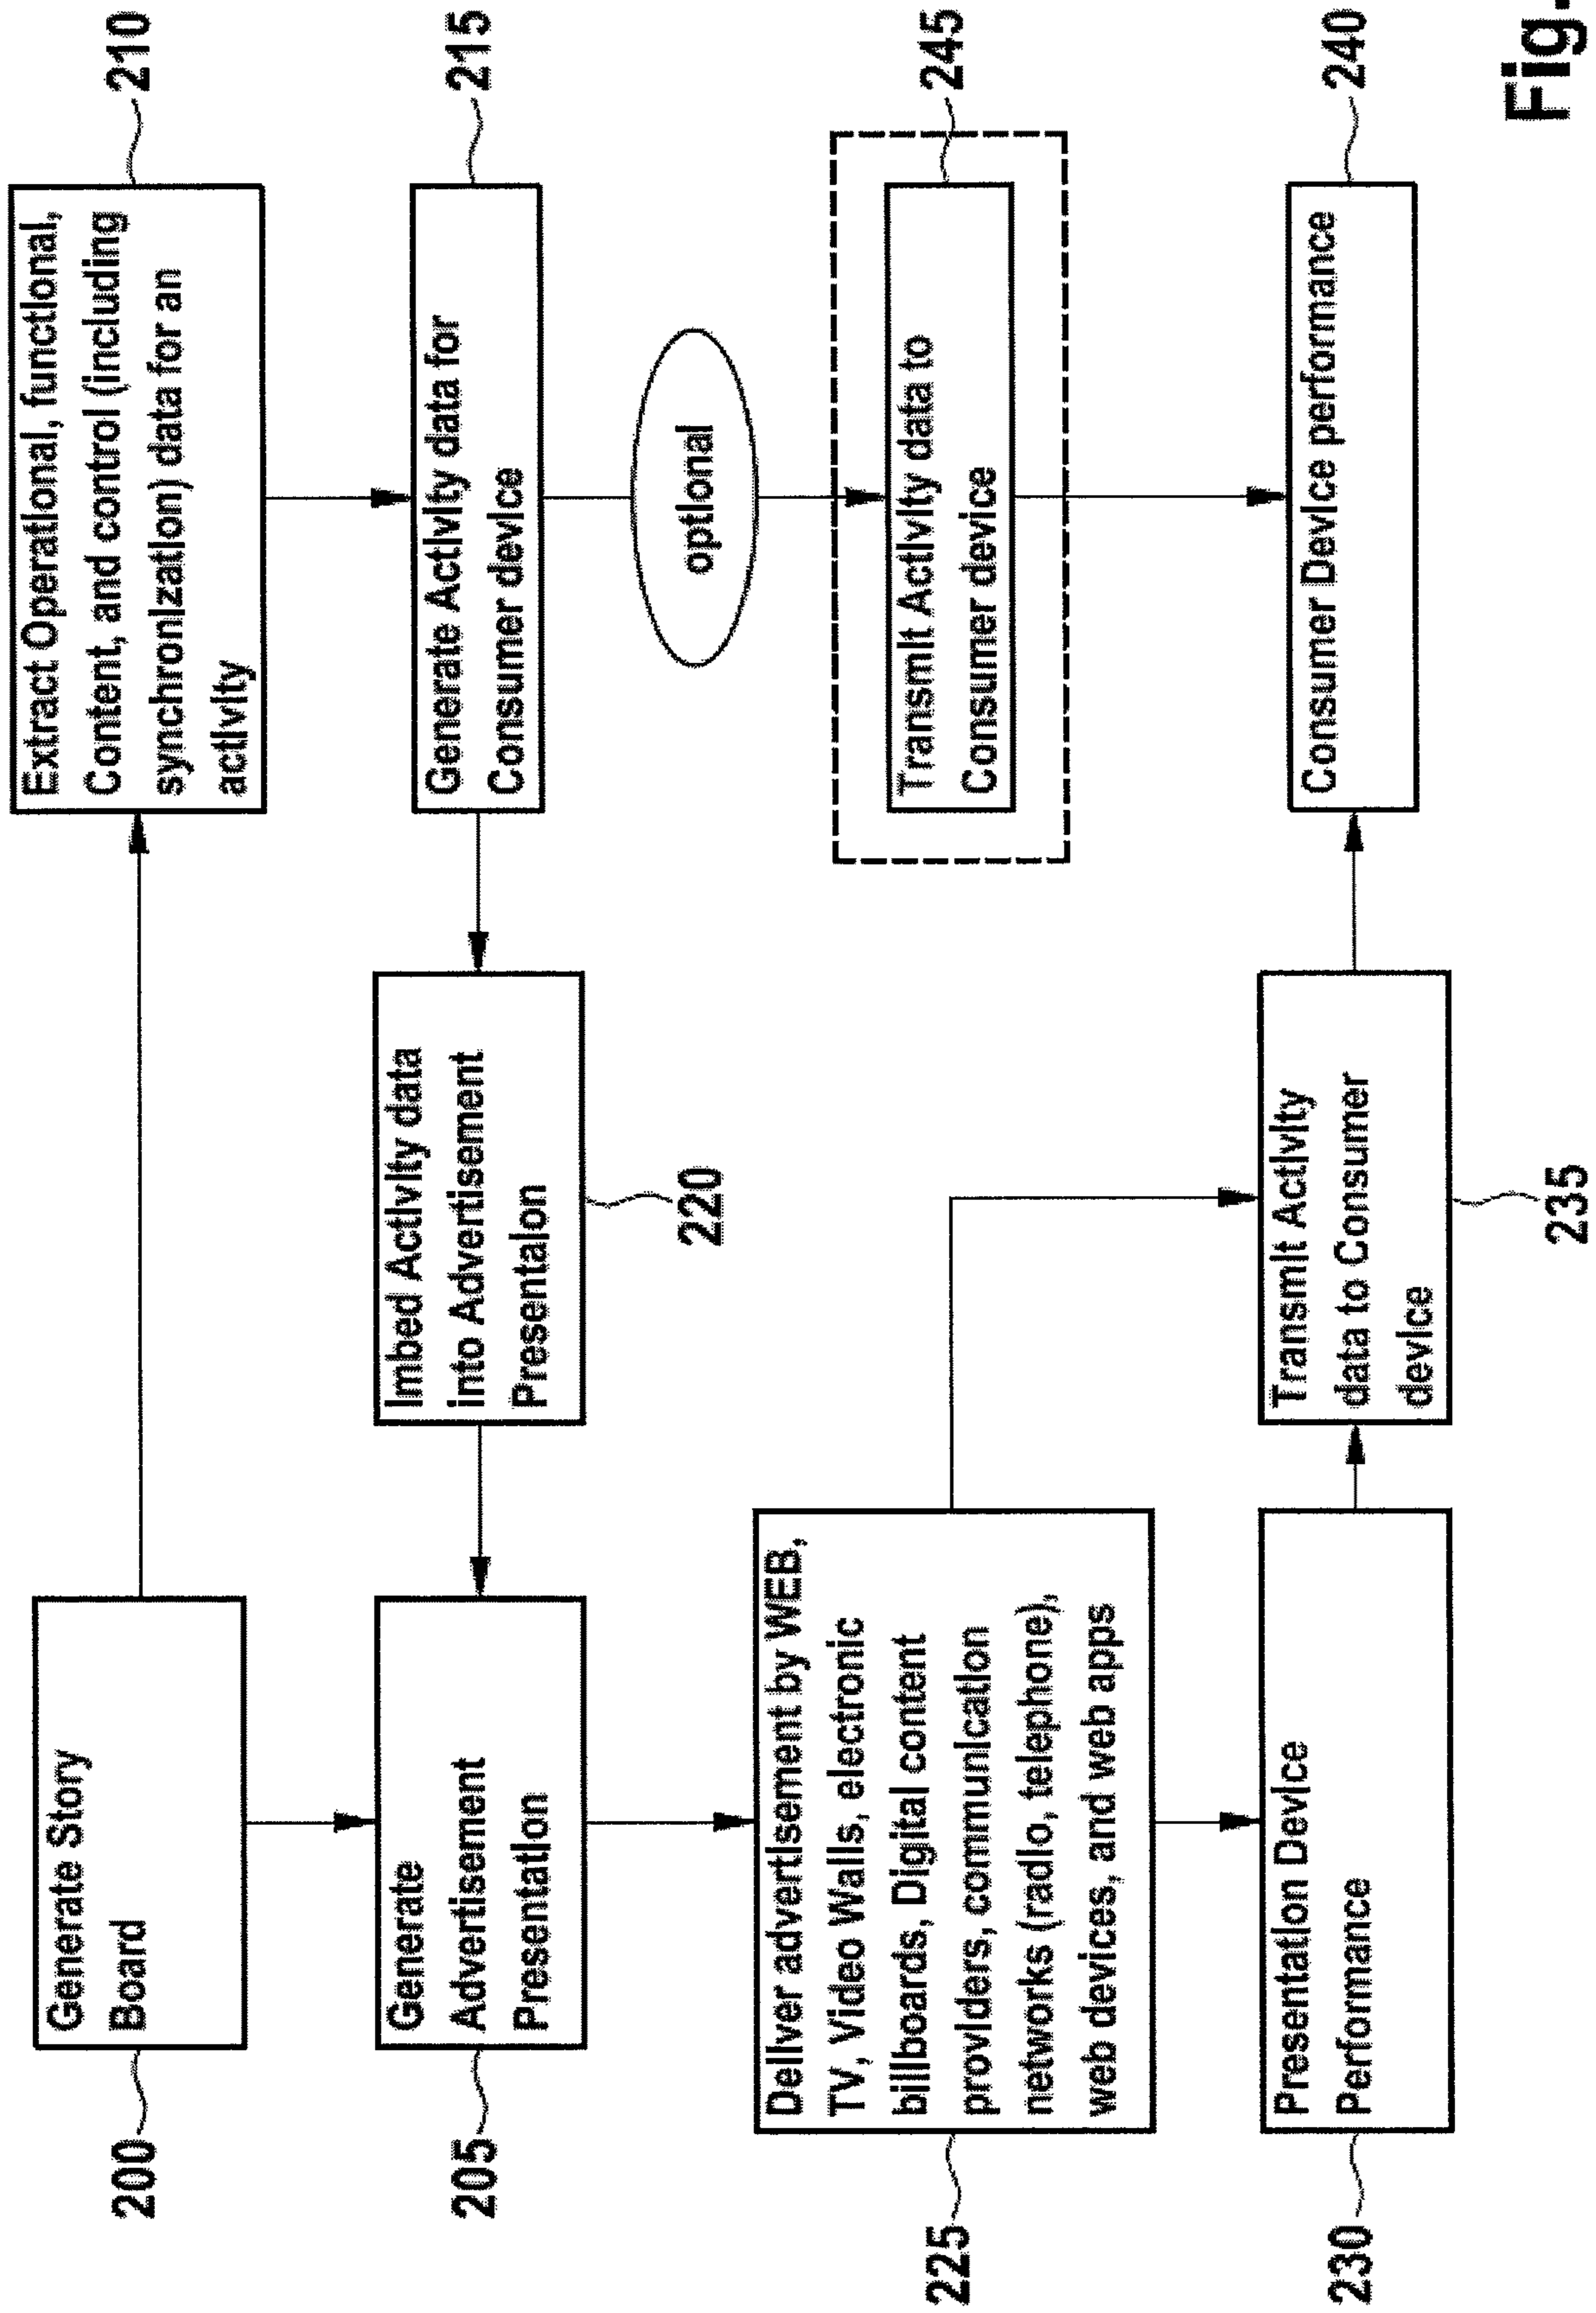 200
Generate Story
Board
Extract Operational, functional,
Content, and control (including
synchronization) data for an
activity
210
205
Generate
Advertisement
Presentation
Imbed Activity data
into Advertisement
Presentaion
220
Generate Activity data for
Consumer device
215
optional
225
Deliver advertisement by WEB,
TV, Video Walls, electronic
billboards, Digital content
providers, communication
networks (radio, telephone),
web devices, and web apps
Transmit Activity data to
Consumer device
245
230
Presentation Device
Performance
Transmit Activity
data to Consumer
device
235
Consumer Device performance
240
Fig.